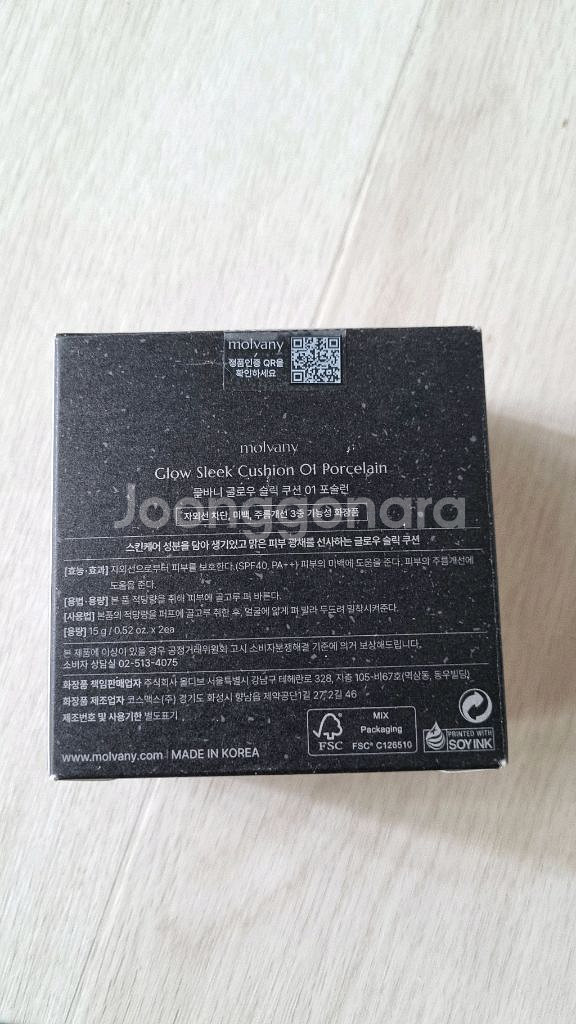 molvany
정품인증 QR을
확인하세요
molvany
Glow Sleek Cushion 01 Porcelain
몰바니 글로우 슬릭 쿠션 01 포슬린
Joonggonara
자외선 차단, 미백, 주름개선 3중 기능성 화장품
스킨케어 성분을 담아 생기있고 맑은 피부 광채를 선사하는 글로우 슬릭 쿠션
[효능·효과] 자외선으로부터 피부를 보호한다.(SPF40, PA++) 피부의 미백에 도움을 준다. 피부의 주름개선에
도움을 준다.
[용법·용량] 본 품 적당량을 취해 피부에 골고루 펴 바른다.
[사용법] 본품의 적당량을 퍼프에 골고루 취한 후, 얼굴에 얇게 펴 발라 두드려 밀착시켜준다.
[용량] 15 g / 0.52 oz. x 2ea
본 제품에 이상이 있을 경우 공정거래위원회 고시 소비자분쟁해결 기준에 의거 보상해드립니다.
소비자 상담실 02-513-4075
화장품 책임판매업자 주식회사 올디브 서울특별시 강남구 테헤란로 328, 지층 105-비67호(역삼동, 동우빌딩)
화장품 제조업자 코스맥스(주) 경기도 화성시 향남읍 제약공단1길 27, 2길 46
제조번호 및 사용기한 별도표기
www.molvany.com | MADE IN KOREA
FSC
MIX
Packaging
FSC® C126510
PRINTED WITH
SOY INK